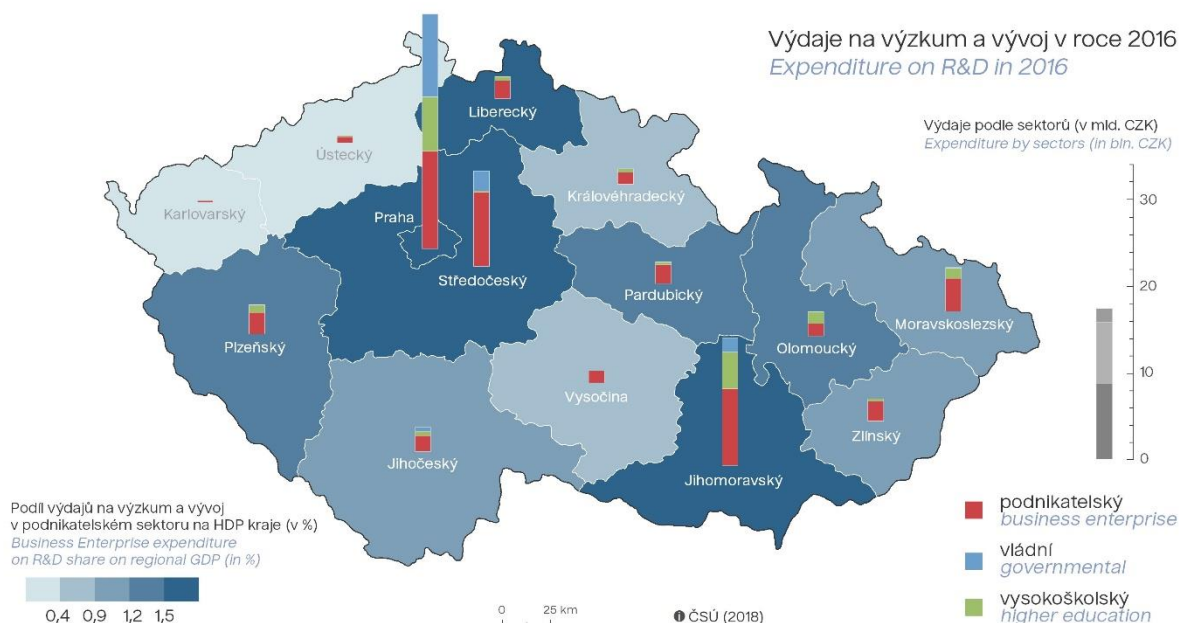 Výdaje na výzkum a vývoj v roce 2016
Expenditure on R&D in 2016
Výdaje podle sektorů (v mld. CZK)
Expenditure by sectors (in bln. CZK)
30
20
10
0
Liberecký
Ústecký
Královéhradecký
Karlovarský
Praha
Středočeský
Pardubický
Moravskoslezský
Olomoucký
Plzeňský
Vysočina
Zlínský
Jihočeský
Jihomoravský
Podíl výdajů na výzkum a vývoj
v podnikatelském sektoru na HDP kraje (v %)
Business Enterprise expenditure
on R&D share on regional GDP (in %)
0,4 0,9 1,2 1,5
0 25 km
ČSÚ (2018)
podnikatelský
business enterprise
vládní
governmental
vysokoškolský
higher education